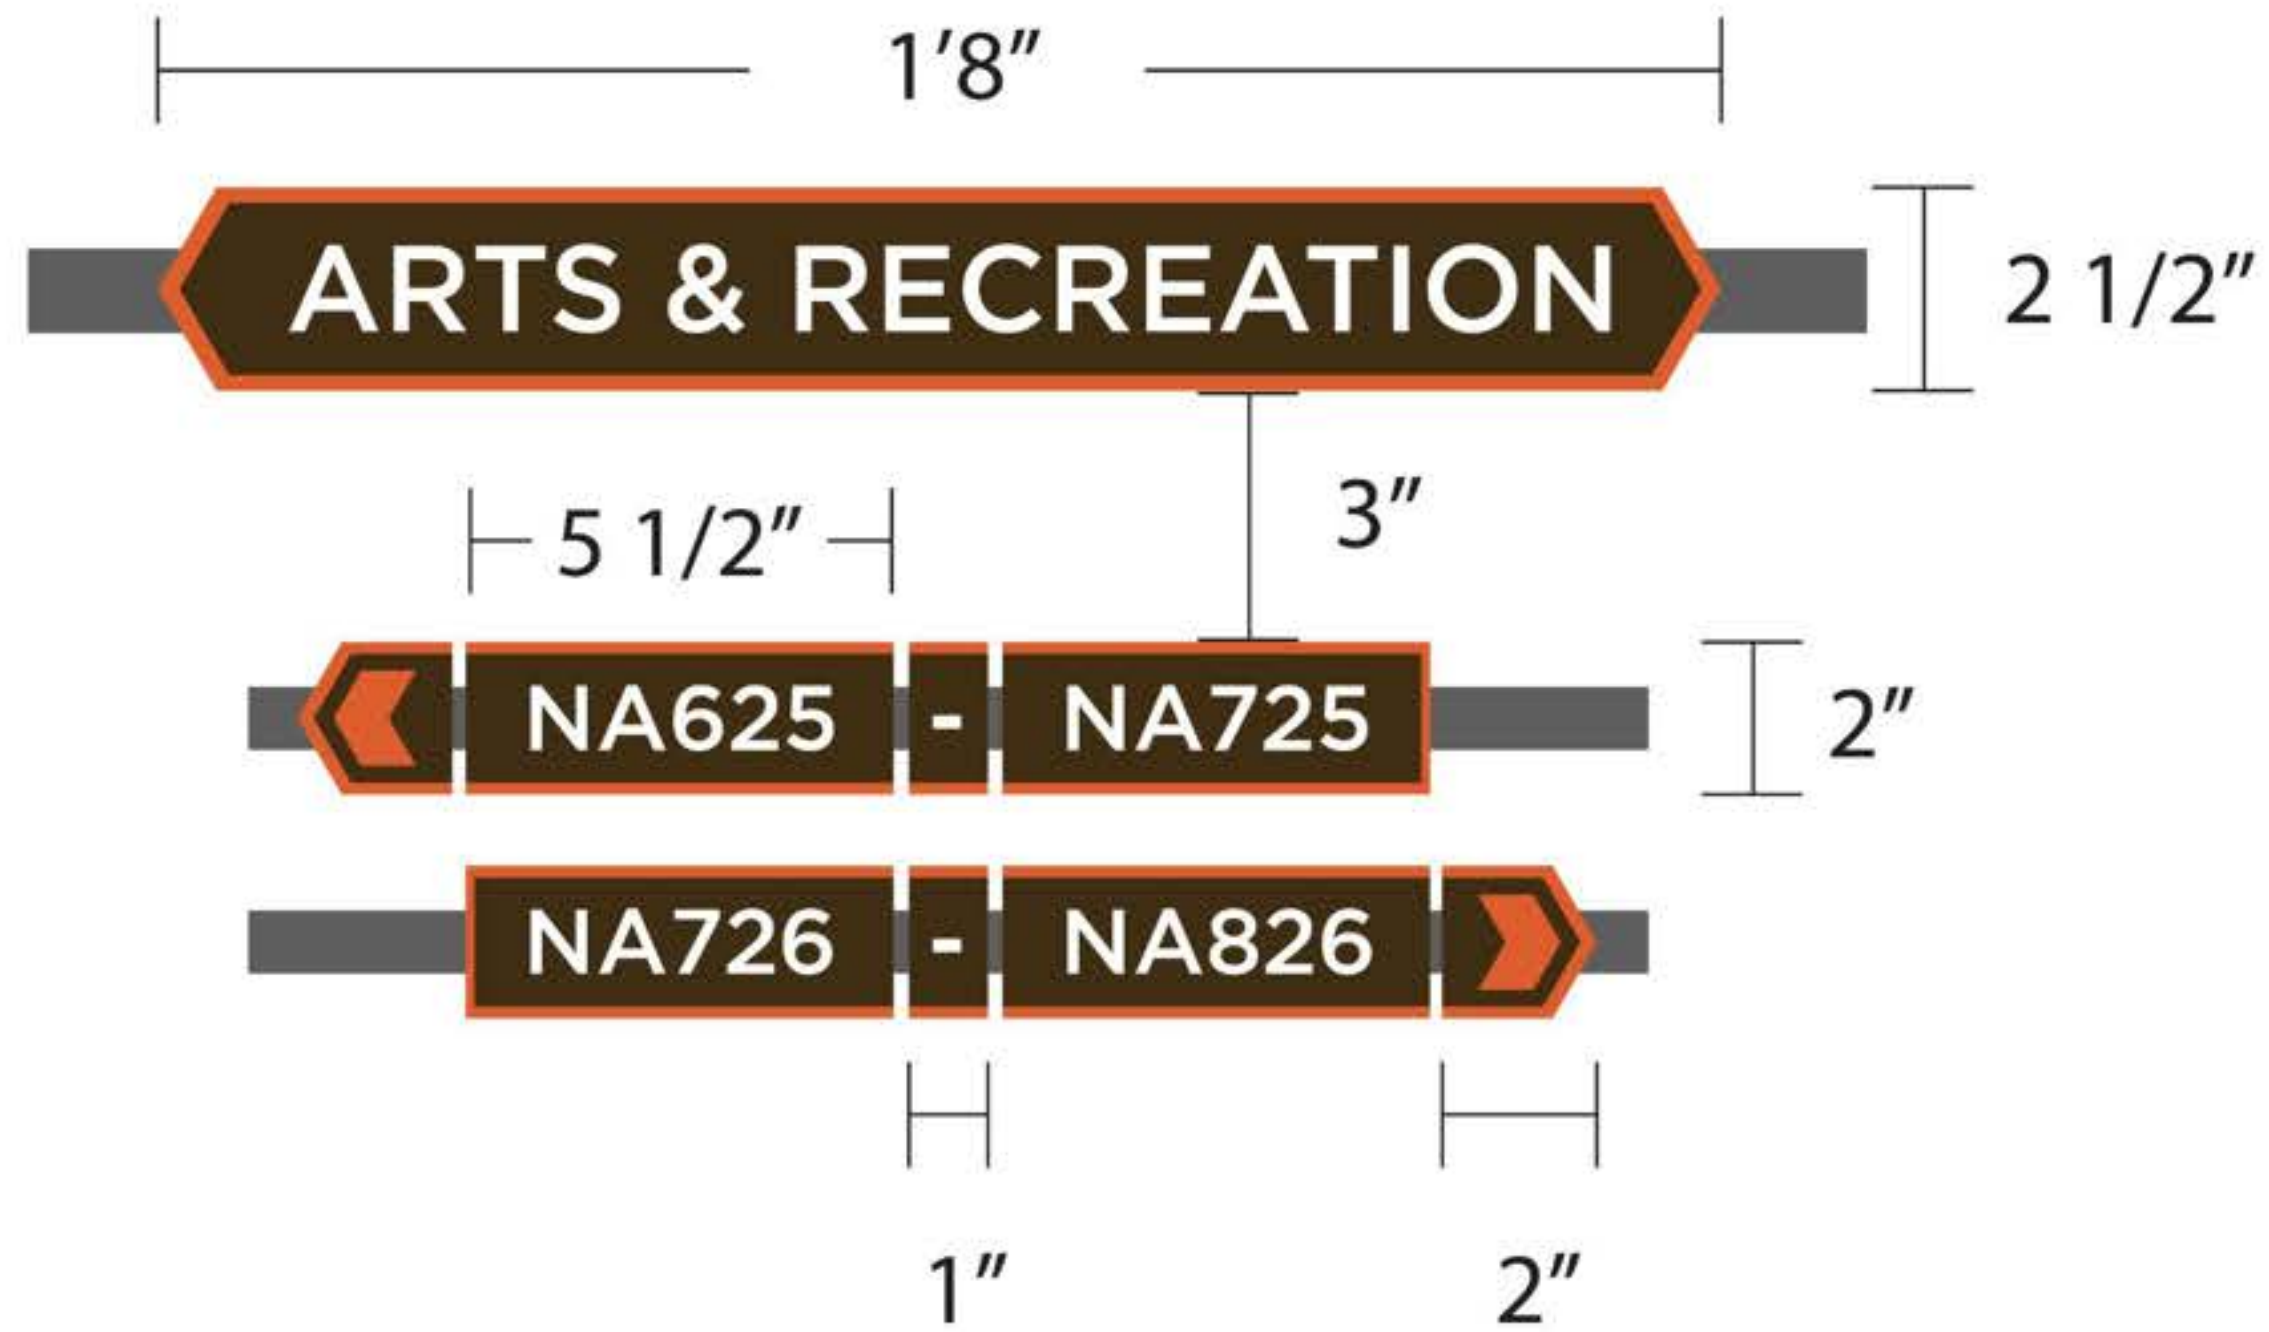 1′8″
ARTS & RECREATION
2 1/2″
5 1/2″
3″
NA625 - NA725
2″
NA726 - NA826
1″
2″